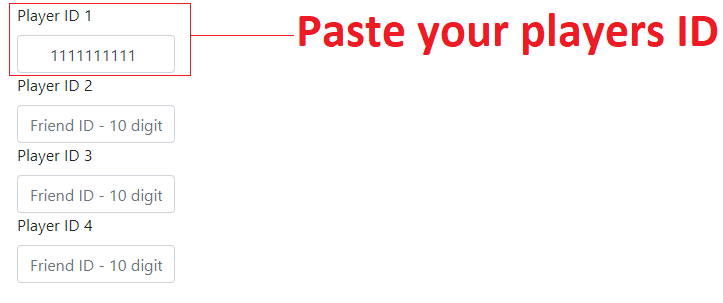 Player ID 1
1111111111
Paste your players ID
Player ID 2
Friend ID - 10 digit
Player ID 3
Friend ID - 10 digit
Player ID 4
Friend ID - 10 digit